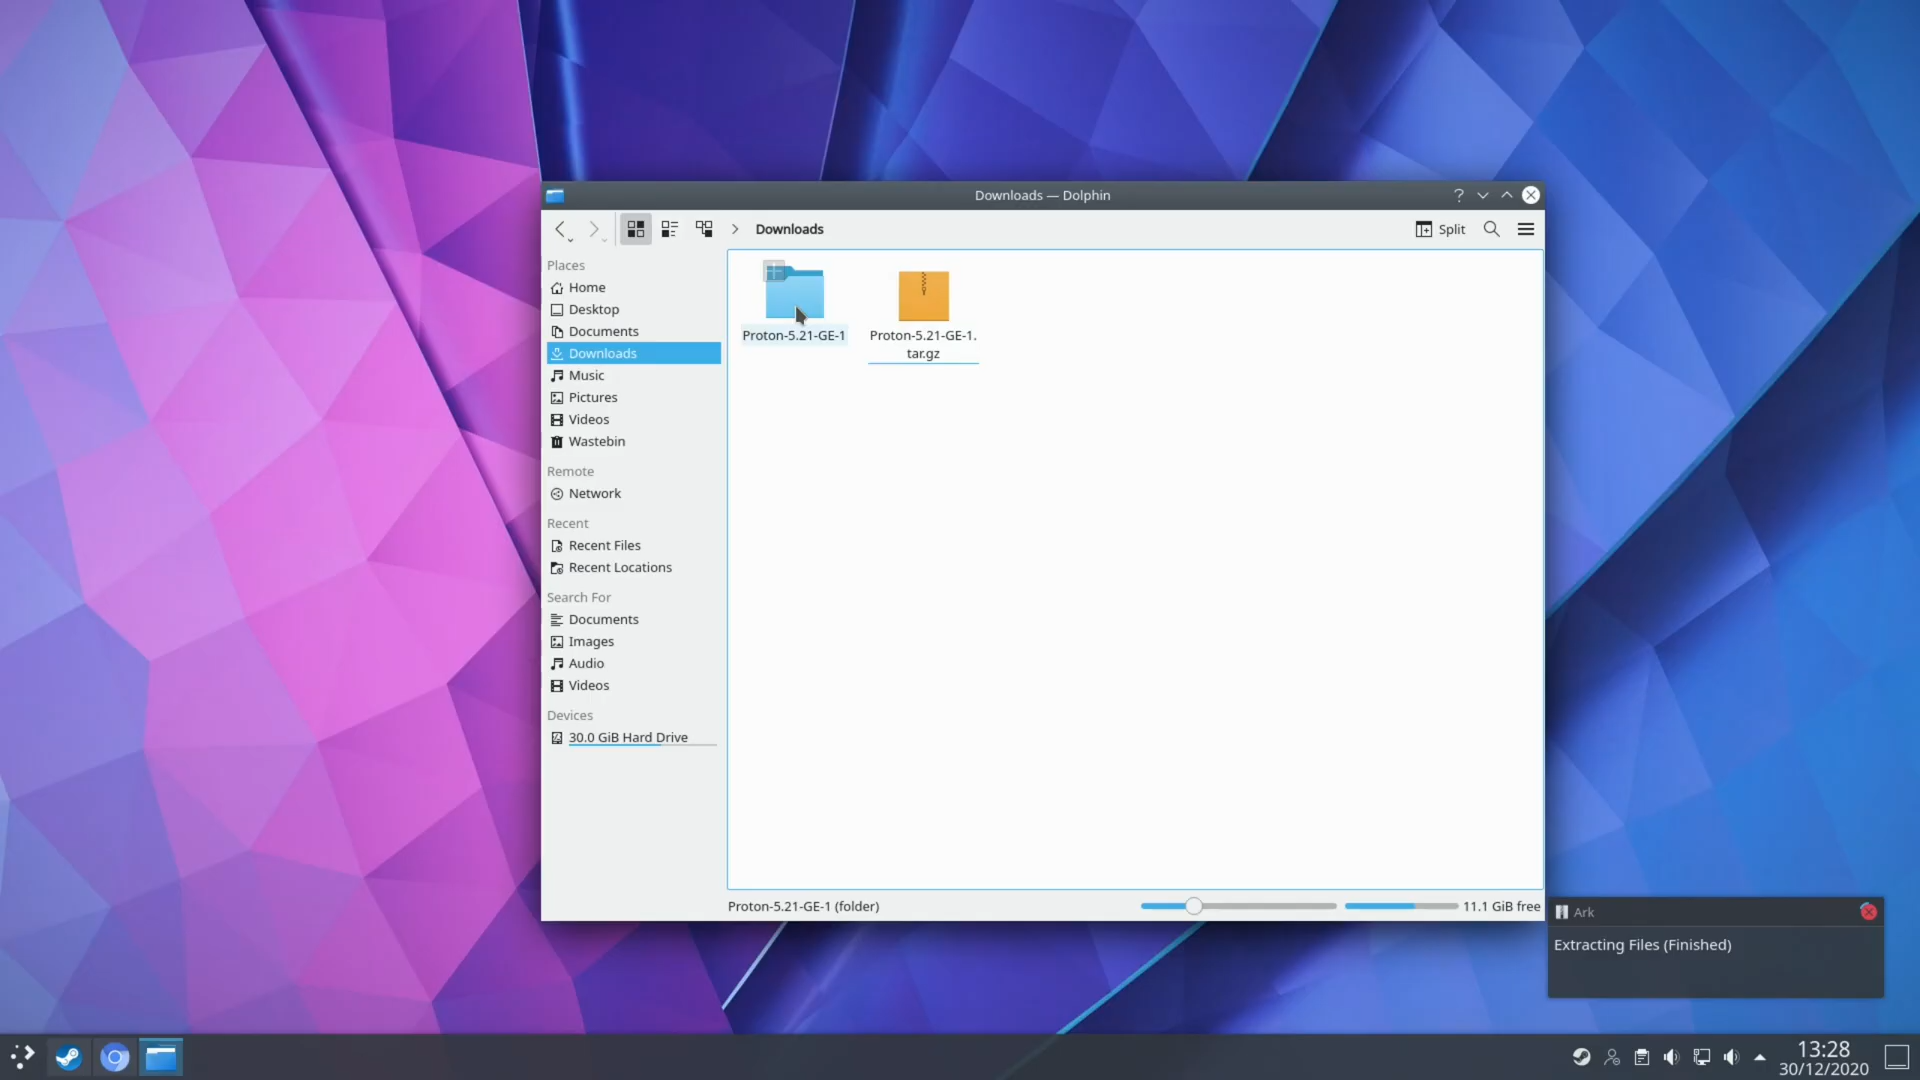 Downloads — Dolphin
?
Downloads
Split
Places
Home
Desktop
Documents
Downloads
Music
Pictures
Videos
Wastebin
Remote
Network
Recent
Recent Files
Recent Locations
Search For
Documents
Images
Audio
Videos
Devices
30.0 GiB Hard Drive
Proton-5.21-GE-1
Proton-5.21-GE-1.
tar.gz
Proton-5.21-GE-1 (folder)
11.1 GiB free
Ark
Extracting Files (Finished)
13:28
30/12/2020